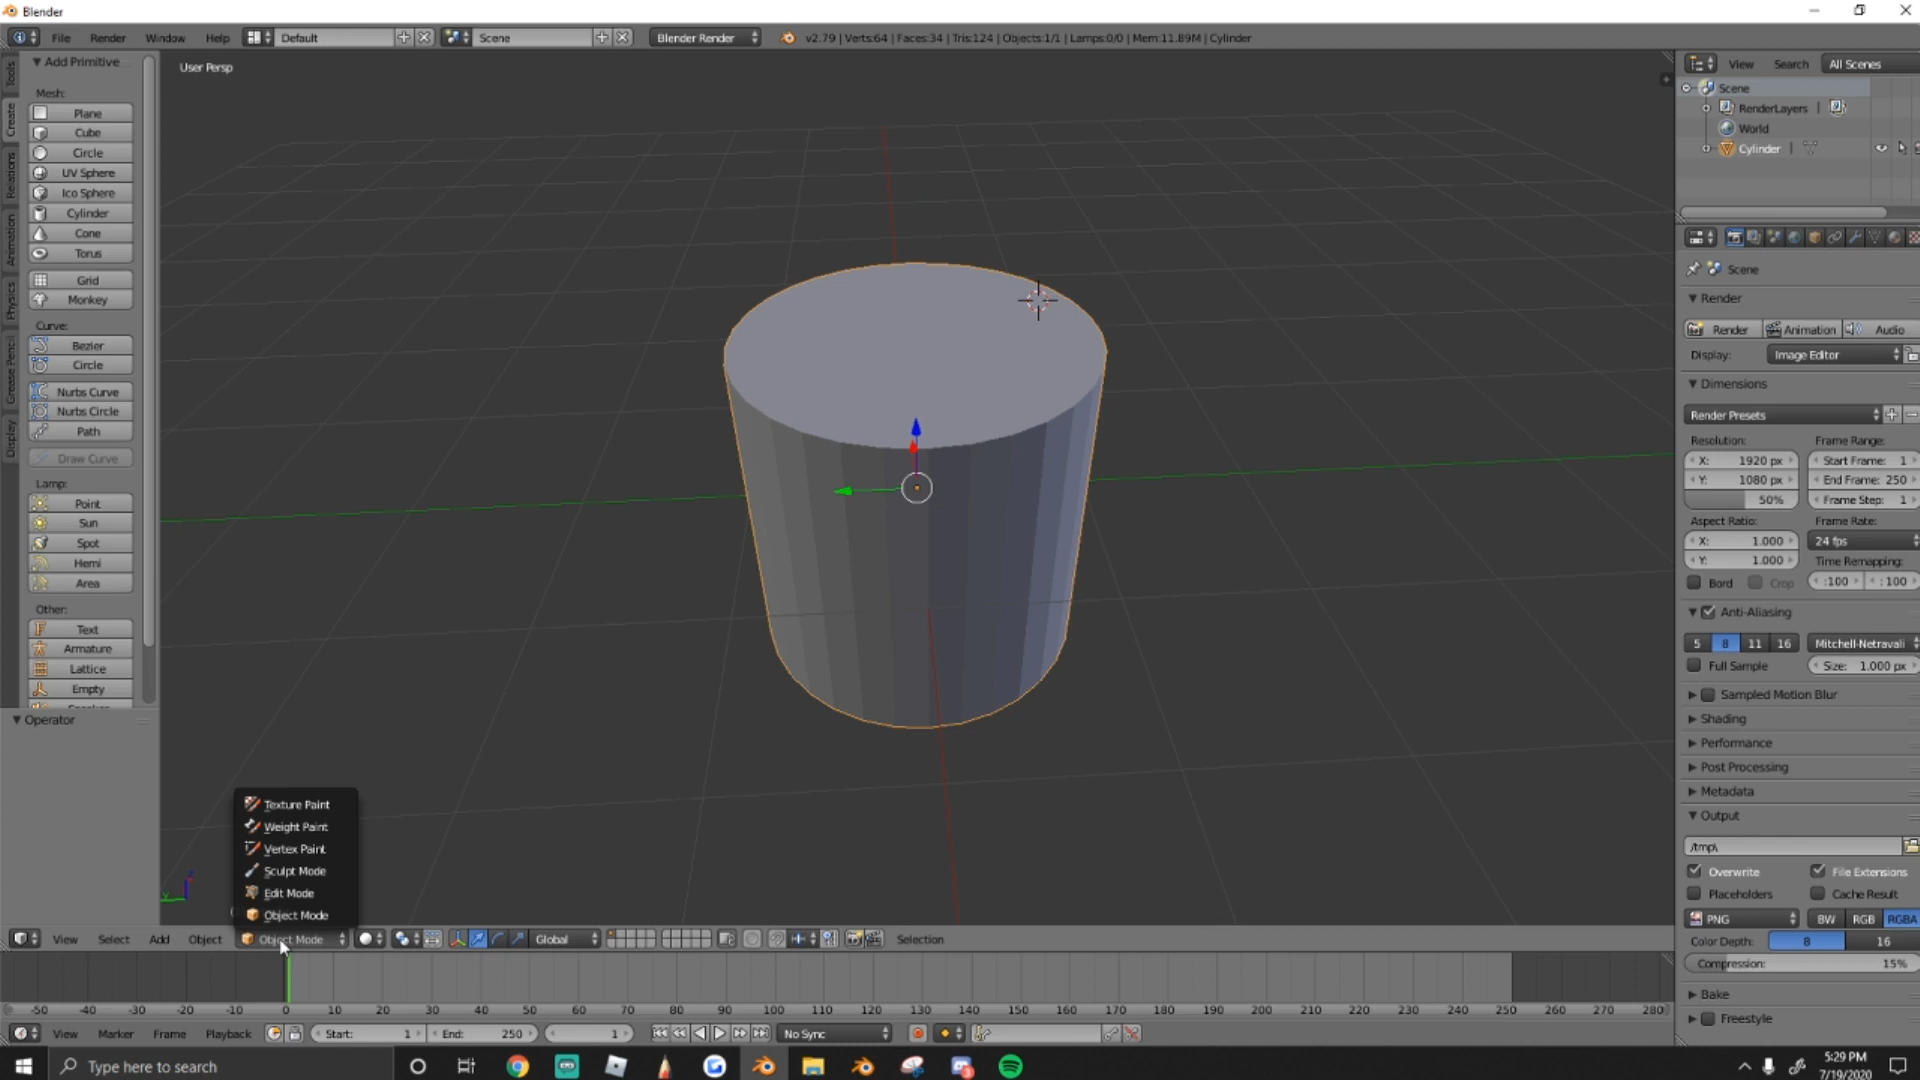 Blender
File Render Window Help Default Scene Blender Render v2.79 | Verts:64 | Faces:34 | Tris:124 | Objects:1/1 | Lamps:0/0 | Mem:11.89M | Cylinder
Tools
Create
Relations
Animation
Physics
Grease Pencil
Display
Add Primitive
Mesh:
Plane
Cube
Circle
UV Sphere
Ico Sphere
Cylinder
Cone
Torus
Grid
Monkey
Curve:
Bezier
Circle
Nurbs Curve
Nurbs Circle
Path
Draw Curve
Lamp:
Point
Sun
Spot
Hemi
Area
Other:
Text
Armature
Lattice
Empty
Operator
User Persp
Texture Paint
Weight Paint
Vertex Paint
Sculpt Mode
Edit Mode
Object Mode
View Select Add Object Object Mode Global Selection
-50 -40 -30 -20 -10 0 10 20 30 40 50 60 70 80 90 100 110 120 130 140 150 160 170 180 190 200 210 220 230 240 250 260 270 280
View Marker Frame Playback Start: 1 End: 250 1 No Sync
View Search All Scenes
Scene
RenderLayers |
World
Cylinder |
Scene
Render
Render Animation Audio
Display: Image Editor
Dimensions
Render Presets
Resolution: Frame Range:
X: 1920 px Start Frame: 1
Y: 1080 px End Frame: 250
50% Frame Step: 1
Aspect Ratio: Frame Rate:
X: 1.000 24 fps
Y: 1.000 Time Remapping:
Bord Crop :100 :100
Anti-Aliasing
5 8 11 16 Mitchell-Netravali
Full Sample Size: 1.000 px
Sampled Motion Blur
Shading
Performance
Post Processing
Metadata
Output
/tmp\
Overwrite File Extensions
Placeholders Cache Result
PNG BW RGB RGBA
Color Depth: 8 16
Compression: 15%
Bake
Freestyle
Type here to search
5:29 PM
7/19/2020